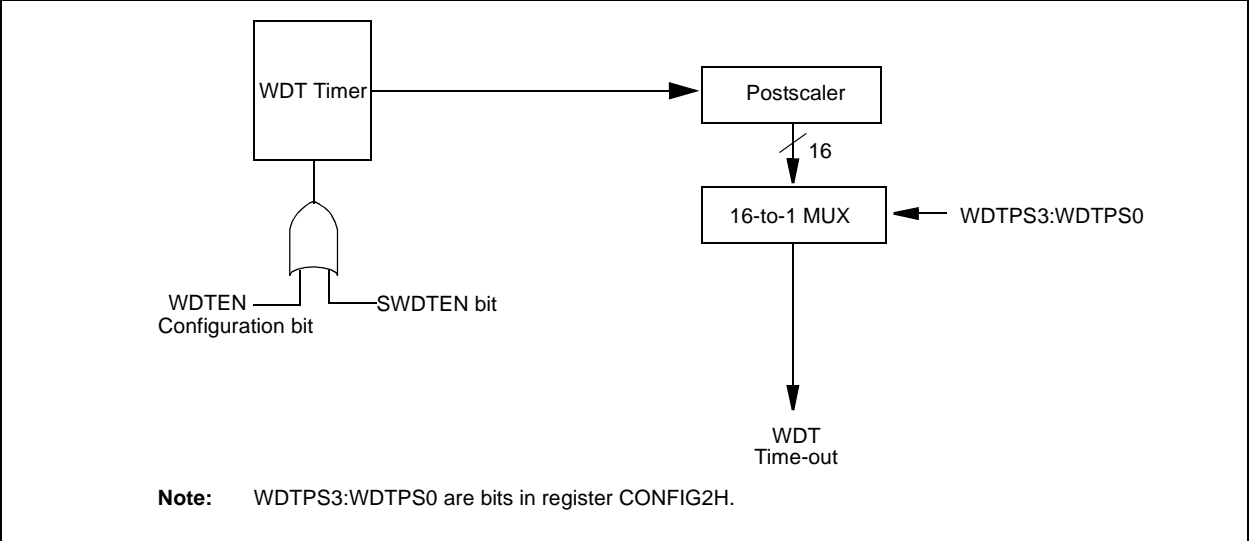 WDT Timer
Postscaler
16
16-to-1 MUX
WDTPS3:WDTPS0
WDTEN
Configuration bit
SWDTEN bit
WDT
Time-out
Note: WDTPS3:WDTPS0 are bits in register CONFIG2H.